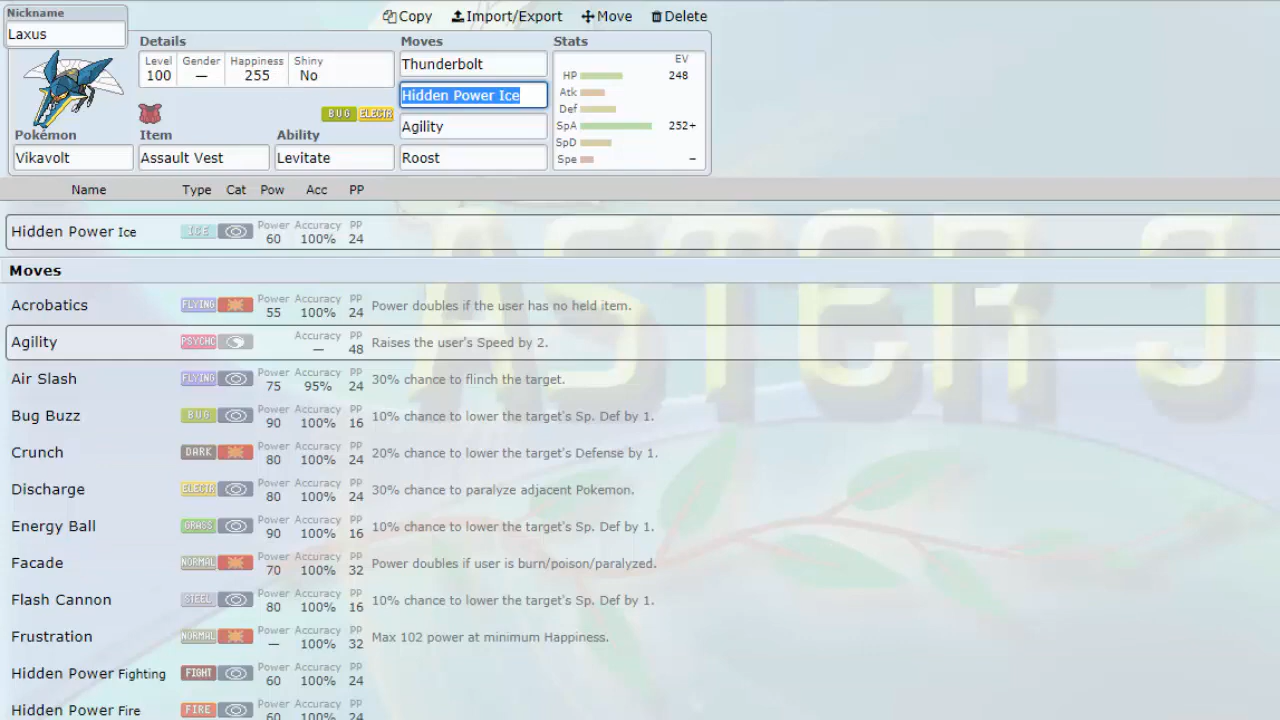 Nickname
Laxus
Copy Import/Export Move Delete
Details
Level Gender Happiness Shiny
100 — 255 No
BUG ELECTR
Pokémon Item Ability
Vikavolt Assault Vest Levitate
Moves
Thunderbolt
Hidden Power Ice
Agility
Roost
Stats
EV
HP 248
Atk
Def
SpA 252+
SpD
Spe –
Name Type Cat Pow Acc PP
Hidden Power Ice ICE Power 60 Accuracy 100% PP 24
Moves
Acrobatics FLYING Power 55 Accuracy 100% PP 24 Power doubles if the user has no held item.
Agility PSYCHC Accuracy — PP 48 Raises the user's Speed by 2.
Air Slash FLYING Power 75 Accuracy 95% PP 24 30% chance to flinch the target.
Bug Buzz BUG Power 90 Accuracy 100% PP 16 10% chance to lower the target's Sp. Def by 1.
Crunch DARK Power 80 Accuracy 100% PP 24 20% chance to lower the target's Defense by 1.
Discharge ELECTR Power 80 Accuracy 100% PP 24 30% chance to paralyze adjacent Pokemon.
Energy Ball GRASS Power 90 Accuracy 100% PP 16 10% chance to lower the target's Sp. Def by 1.
Facade NORMAL Power 70 Accuracy 100% PP 32 Power doubles if user is burn/poison/paralyzed.
Flash Cannon STEEL Power 80 Accuracy 100% PP 16 10% chance to lower the target's Sp. Def by 1.
Frustration NORMAL Power — Accuracy 100% PP 32 Max 102 power at minimum Happiness.
Hidden Power Fighting FIGHT Power 60 Accuracy 100% PP 24
Hidden Power Fire FIRE Power 60 Accuracy 100% PP 24
ASTER J